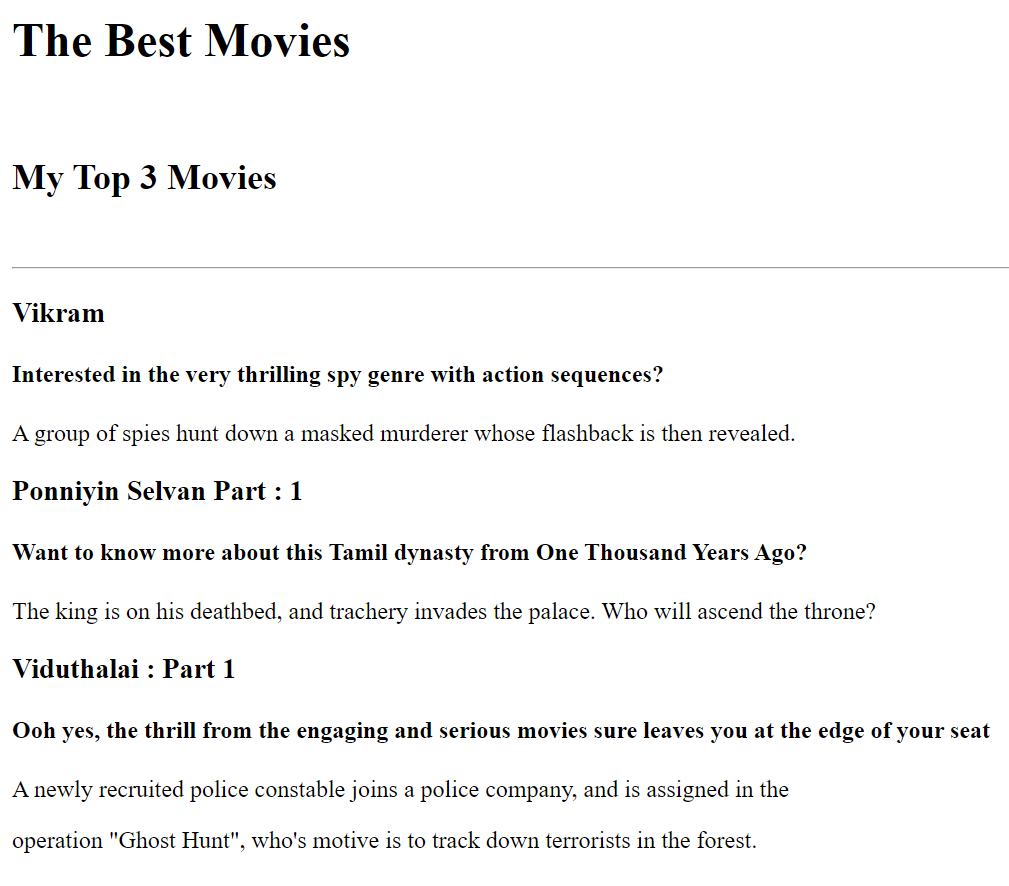 The Best Movies
My Top 3 Movies
Vikram
Interested in the very thrilling spy genre with action sequences?
A group of spies hunt down a masked murderer whose flashback is then revealed.
Ponniyin Selvan Part : 1
Want to know more about this Tamil dynasty from One Thousand Years Ago?
The king is on his deathbed, and trachery invades the palace. Who will ascend the throne?
Viduthalai : Part 1
Ooh yes, the thrill from the engaging and serious movies sure leaves you at the edge of your seat
A newly recruited police constable joins a police company, and is assigned in the
operation "Ghost Hunt", who's motive is to track down terrorists in the forest.